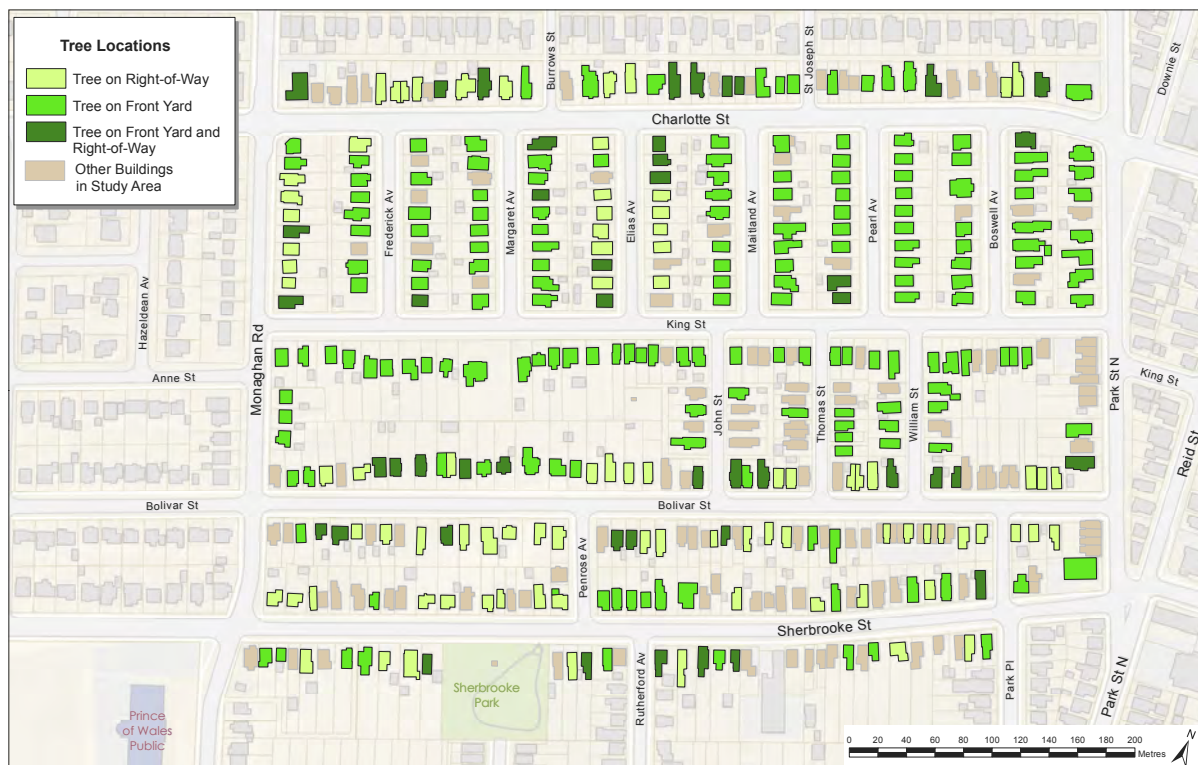 Tree Locations
Tree on Right-of-Way
Tree on Front Yard
Tree on Front Yard and
Right-of-Way
Other Buildings
in Study Area
Burrows St
St Joseph St
Downie St
Charlotte St
Hazeldean Av
Frederick Av
Margaret Av
Elias Av
Maitland Av
Pearl Av
Boswell Av
King St
Monaghan Rd
Anne St
John St
Thomas St
William St
Park St N
King St
Reid St
Bolivar St
Bolivar St
Penrose Av
Sherbrooke St
Rutherford Av
Park Pl
Park St N
Sherbrooke
Park
Prince
of Wales
Public
0 20 40 60 80 100 120 140 160 180 200
Metres
N